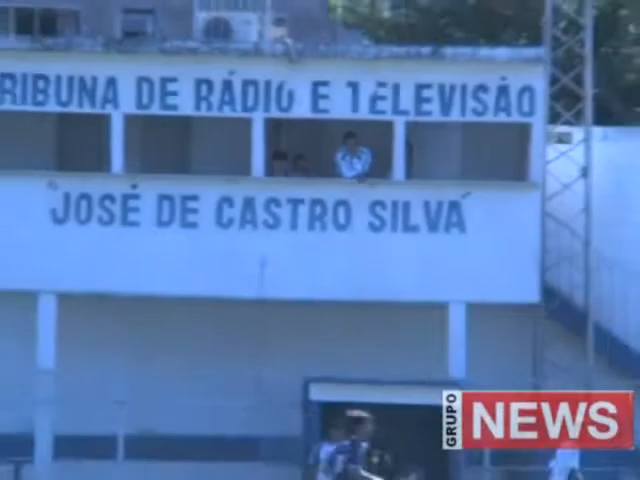 RIBUNA DE RÁDIO E TELEVISÃO
"JOSÉ DE CASTRO SILVA"
GRUPO NEWS